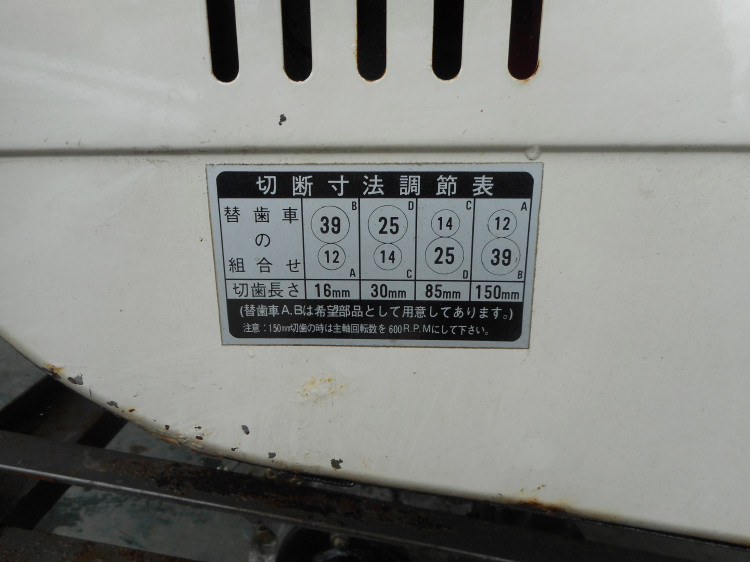 切断寸法調節表
替歯車の組合せ
B D C A
39 25 14 12
12 14 25 39
A C D B
切歯長さ 16mm 30mm 85mm 150mm
(替歯車A.Bは希望部品として用意してあります。)
注意:150mm切歯の時は主軸回転数を600R.P.Mにして下さい。